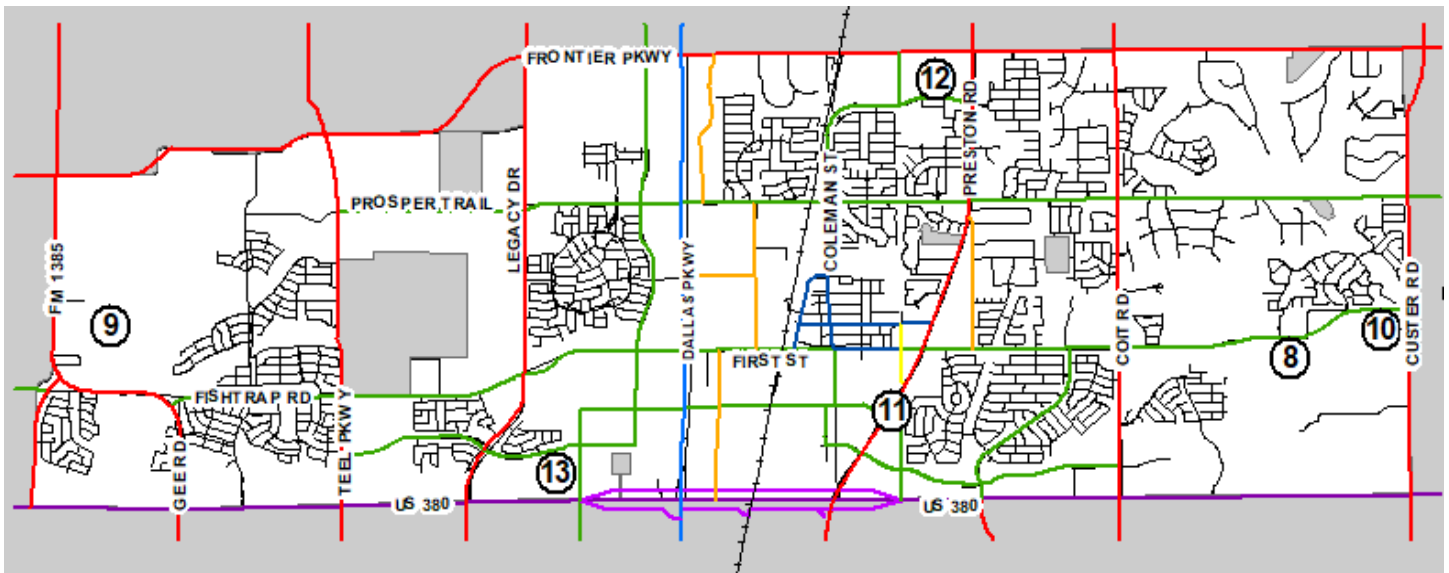 FRONTIER PKWY
12
PRESTON RD
COLEMAN ST
LEGACY DR
PROSPER TRAIL
FM 1385
DALLAS PKWY
CUSTER RD
COIT RD
9
10
8
FIRST ST
FISHTRAP RD
11
TEEL PKWY
GEER RD
13
US 380
US 380